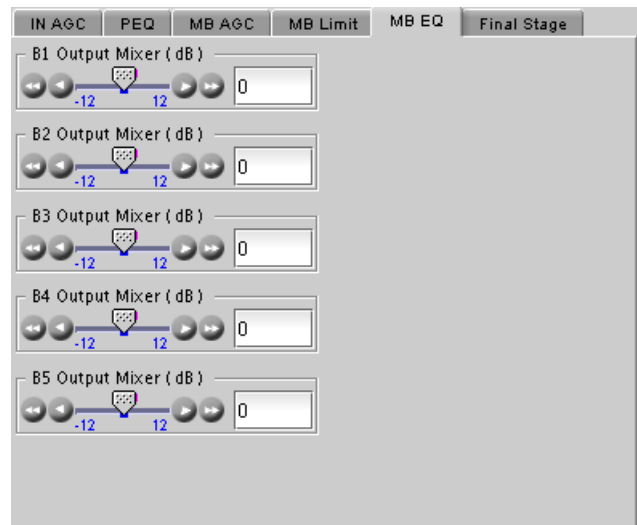 IN AGC PEQ MB AGC MB Limit MB EQ Final Stage
B1 Output Mixer ( dB )
0
-12 12
B2 Output Mixer ( dB )
0
-12 12
B3 Output Mixer ( dB )
0
-12 12
B4 Output Mixer ( dB )
0
-12 12
B5 Output Mixer ( dB )
0
-12 12